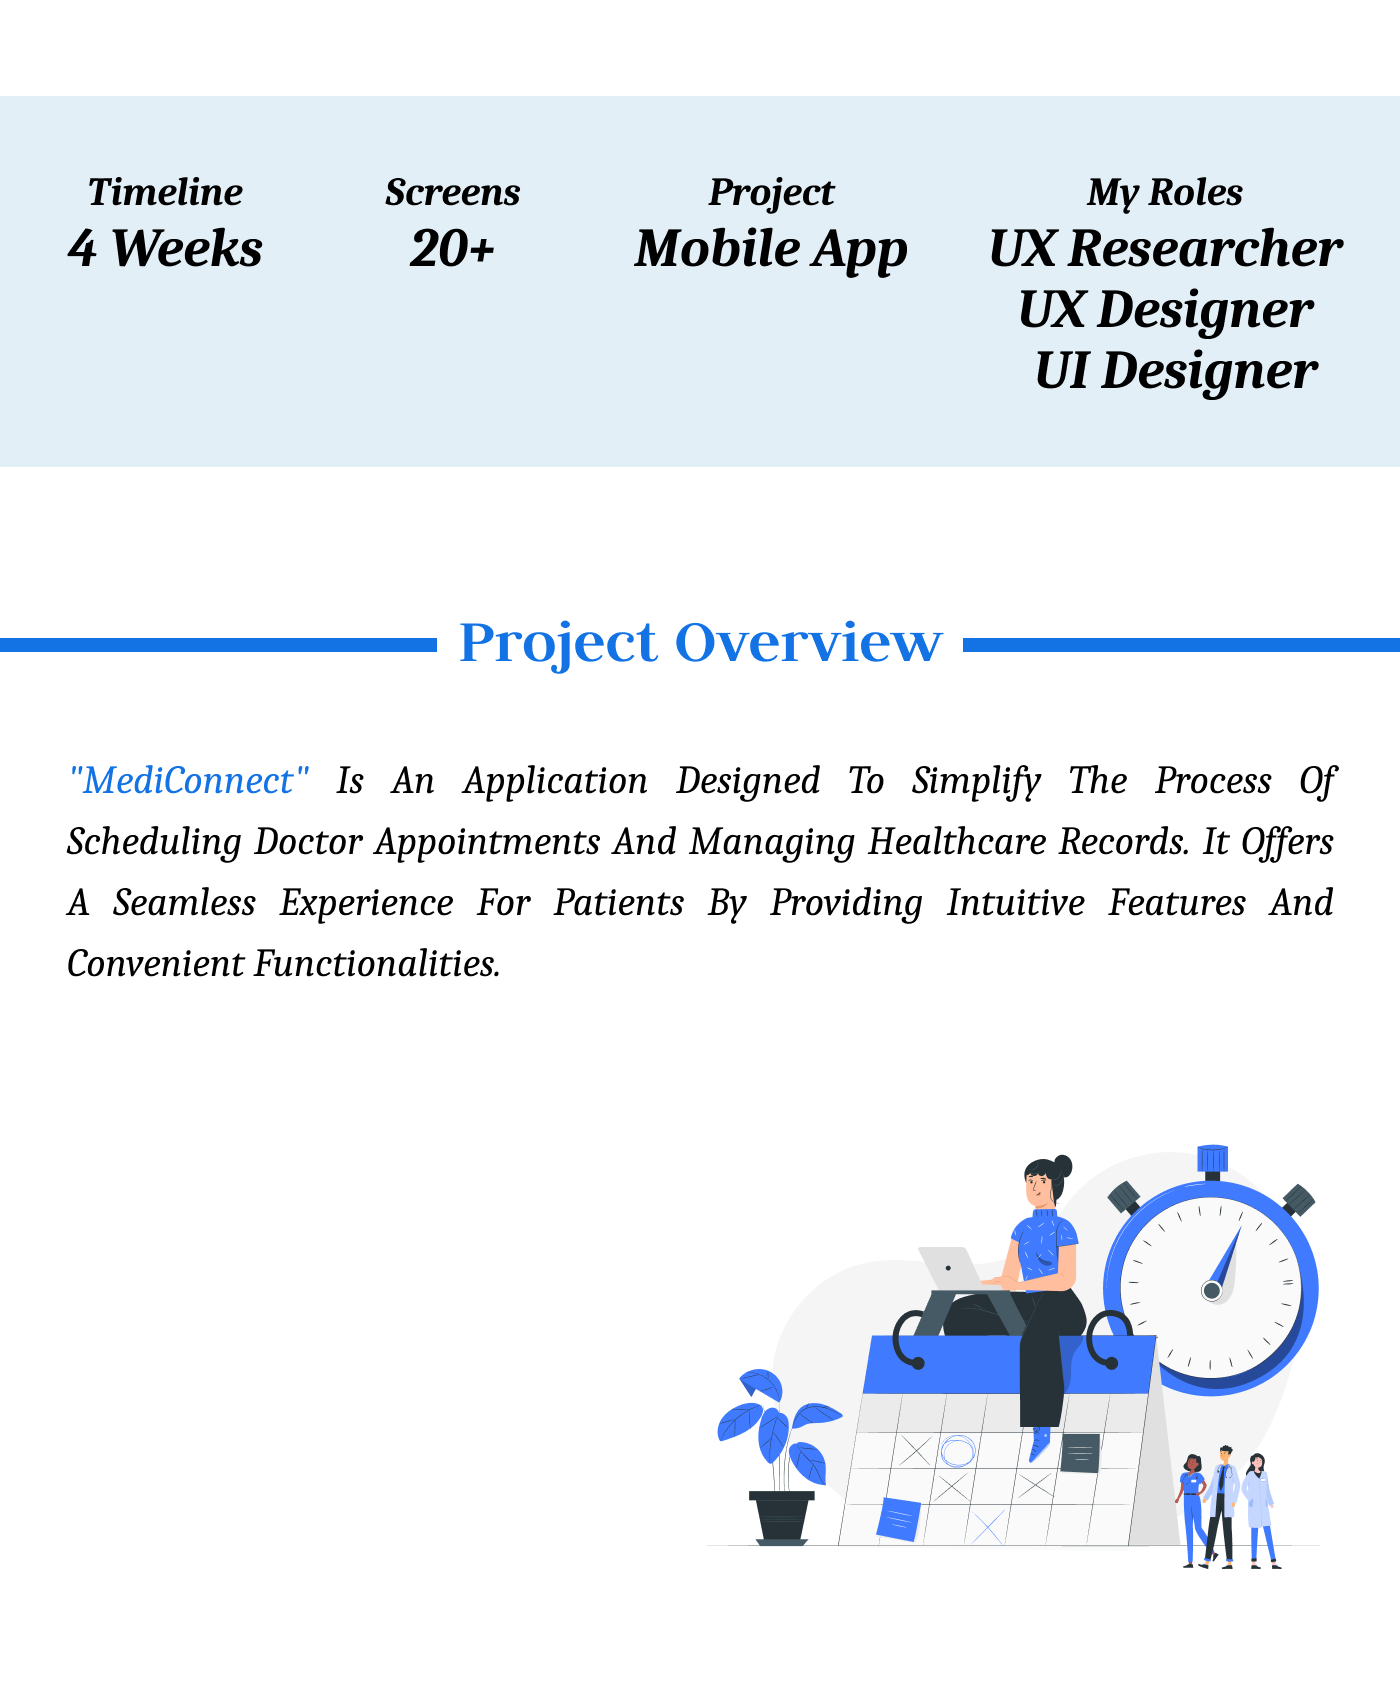 Timeline
4 Weeks
Screens
20+
Project
Mobile App
My Roles
UX Researcher
UX Designer
UI Designer
Project Overview
"MediConnect" Is An Application Designed To Simplify The Process Of
Scheduling Doctor Appointments And Managing Healthcare Records. It Offers
A Seamless Experience For Patients By Providing Intuitive Features And
Convenient Functionalities.